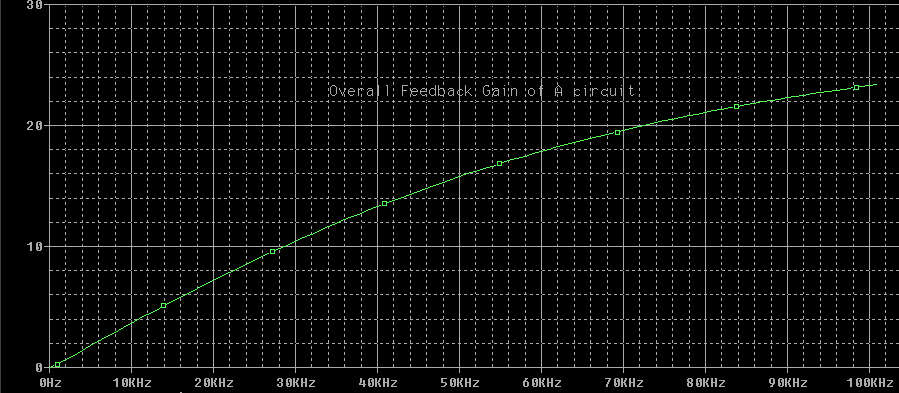 30
Overall Feedback Gain of A circuit
20
10
0
0Hz 10KHz 20KHz 30KHz 40KHz 50KHz 60KHz 70KHz 80KHz 90KHz 100KHz